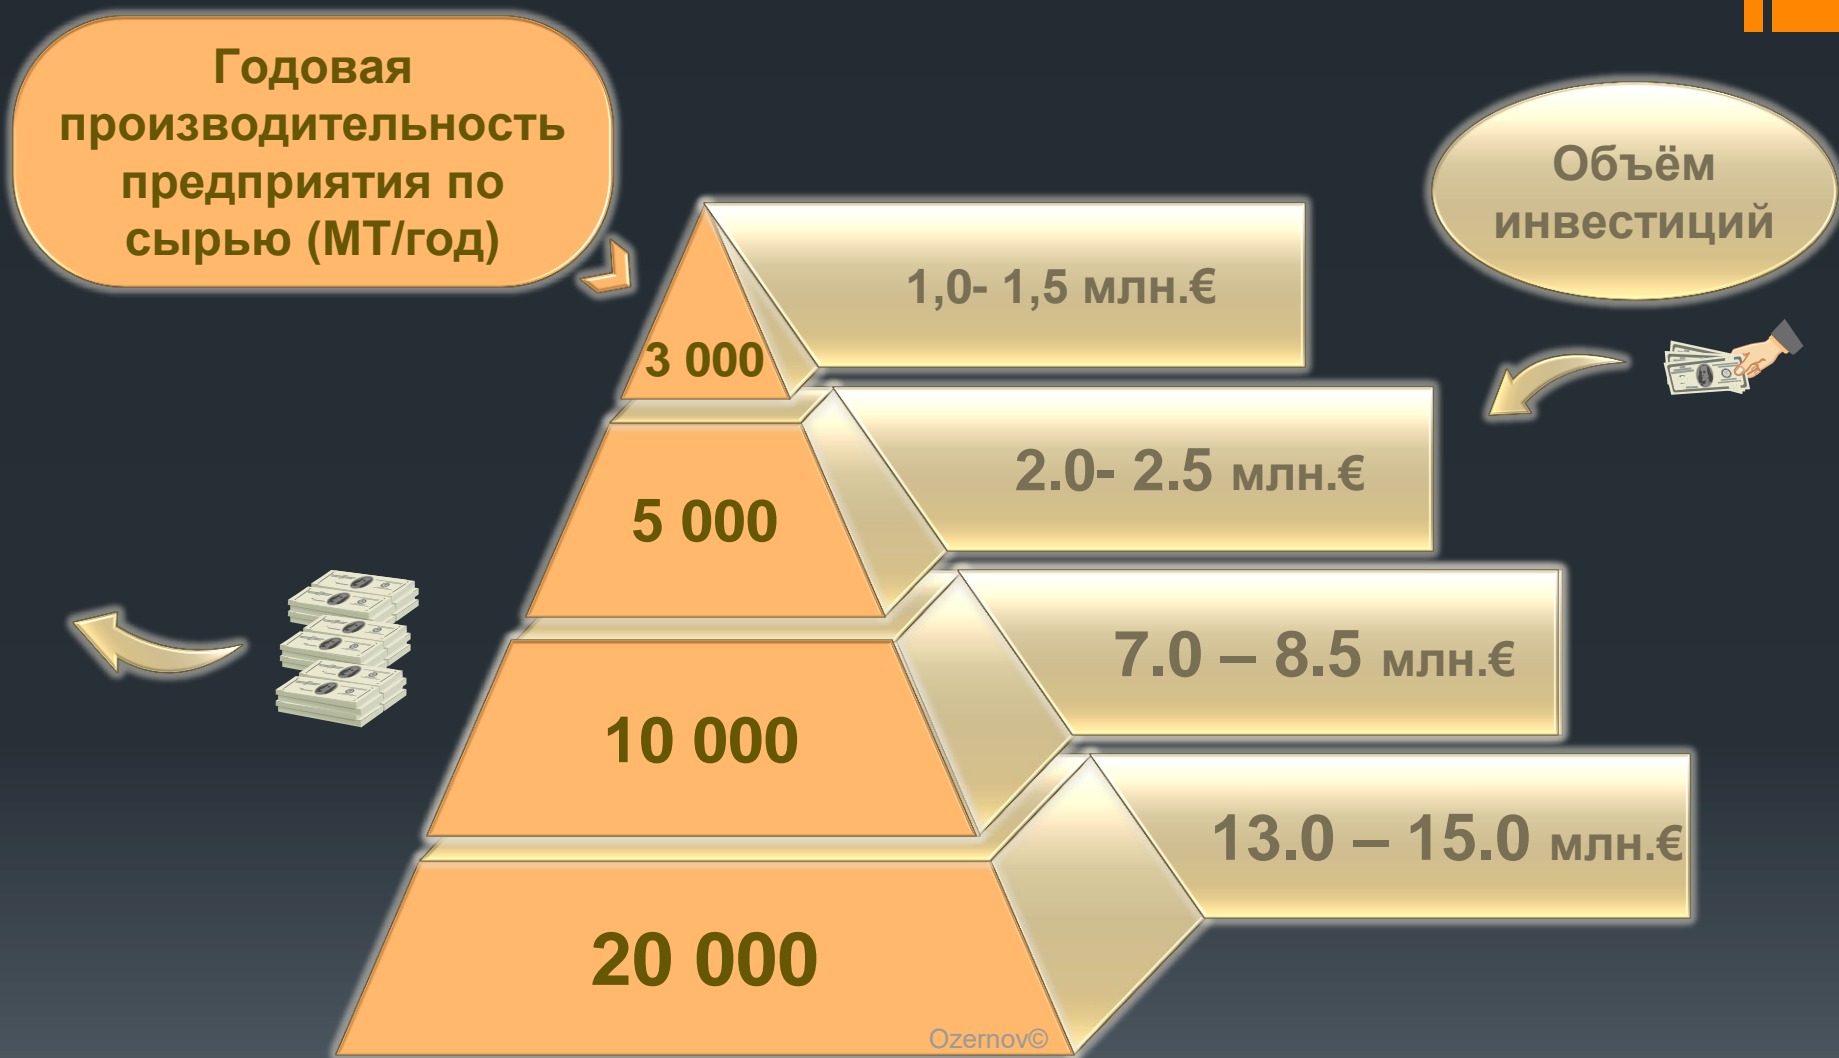 Годовая
производительность
предприятия по
сырью (МТ/год)
Объём
инвестиций
1,0- 1,5 млн.€
3 000
2.0- 2.5 млн.€
5 000
7.0 – 8.5 млн.€
10 000
13.0 – 15.0 млн.€
20 000
Ozernov©